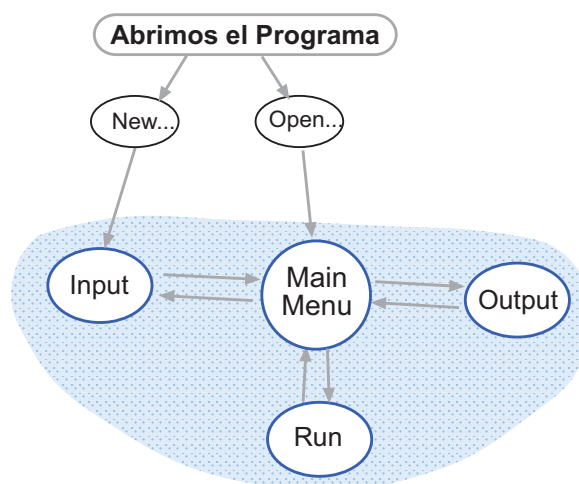 Abrimos el Programa
New...
Open...
Input
Main
Menu
Output
Run